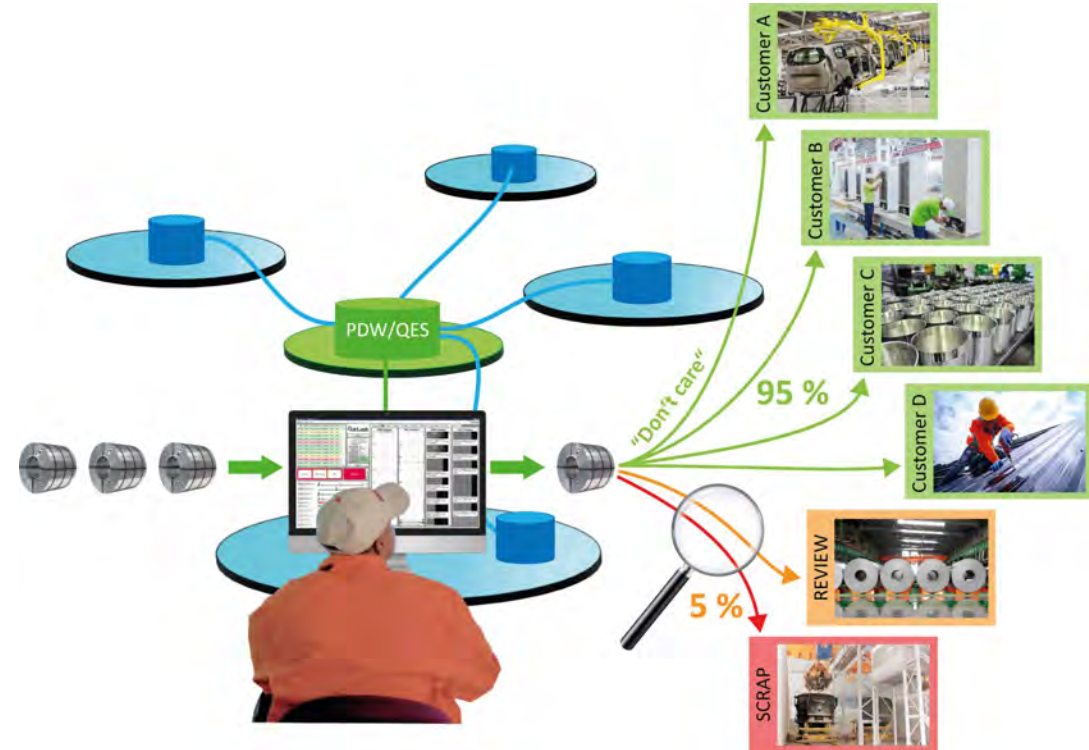 Customer A
Customer B
PDW/QES
Customer C
"Don't care“
95 %
Customer D
REVIEW
5 %
SCRAP